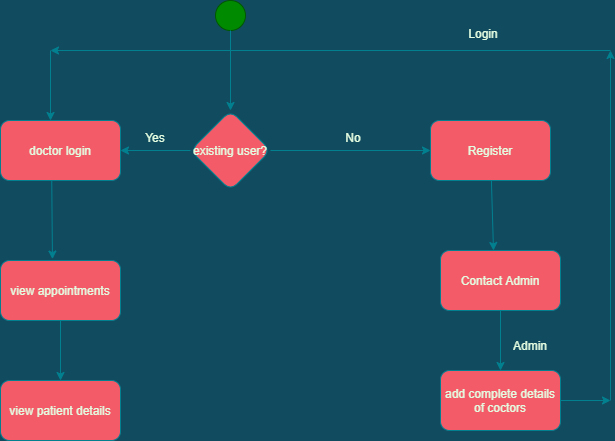 Login
Yes
No
doctor login
existing user?
Register
view appointments
Contact Admin
Admin
view patient details
add complete details
of coctors